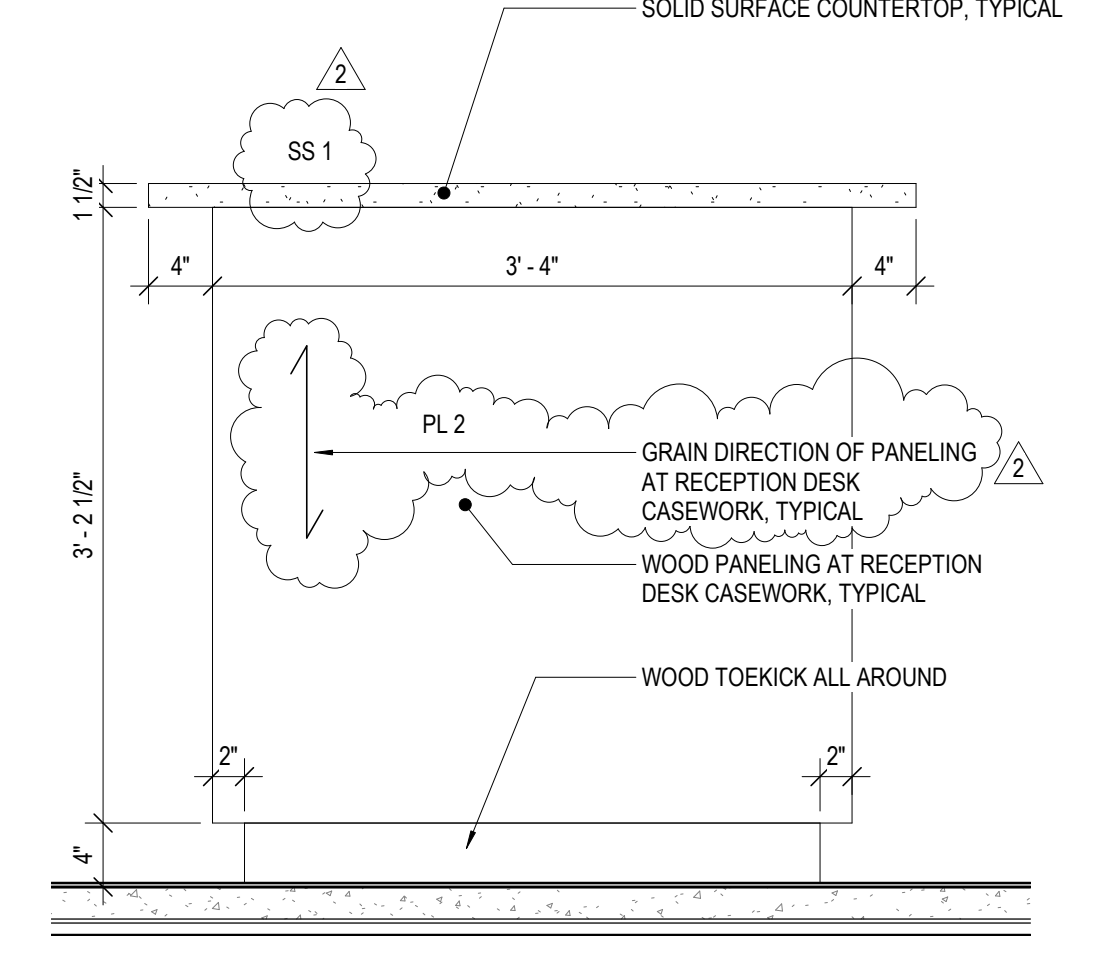 SOLID SURFACE COUNTERTOP, TYPICAL
2
SS 1
1 1/2"
4"
3' - 4"
4"
PL 2
GRAIN DIRECTION OF PANELING
AT RECEPTION DESK
CASEWORK, TYPICAL
2
3' - 2 1/2"
WOOD PANELING AT RECEPTION
DESK CASEWORK, TYPICAL
WOOD TOEKICK ALL AROUND
2"
2"
4"